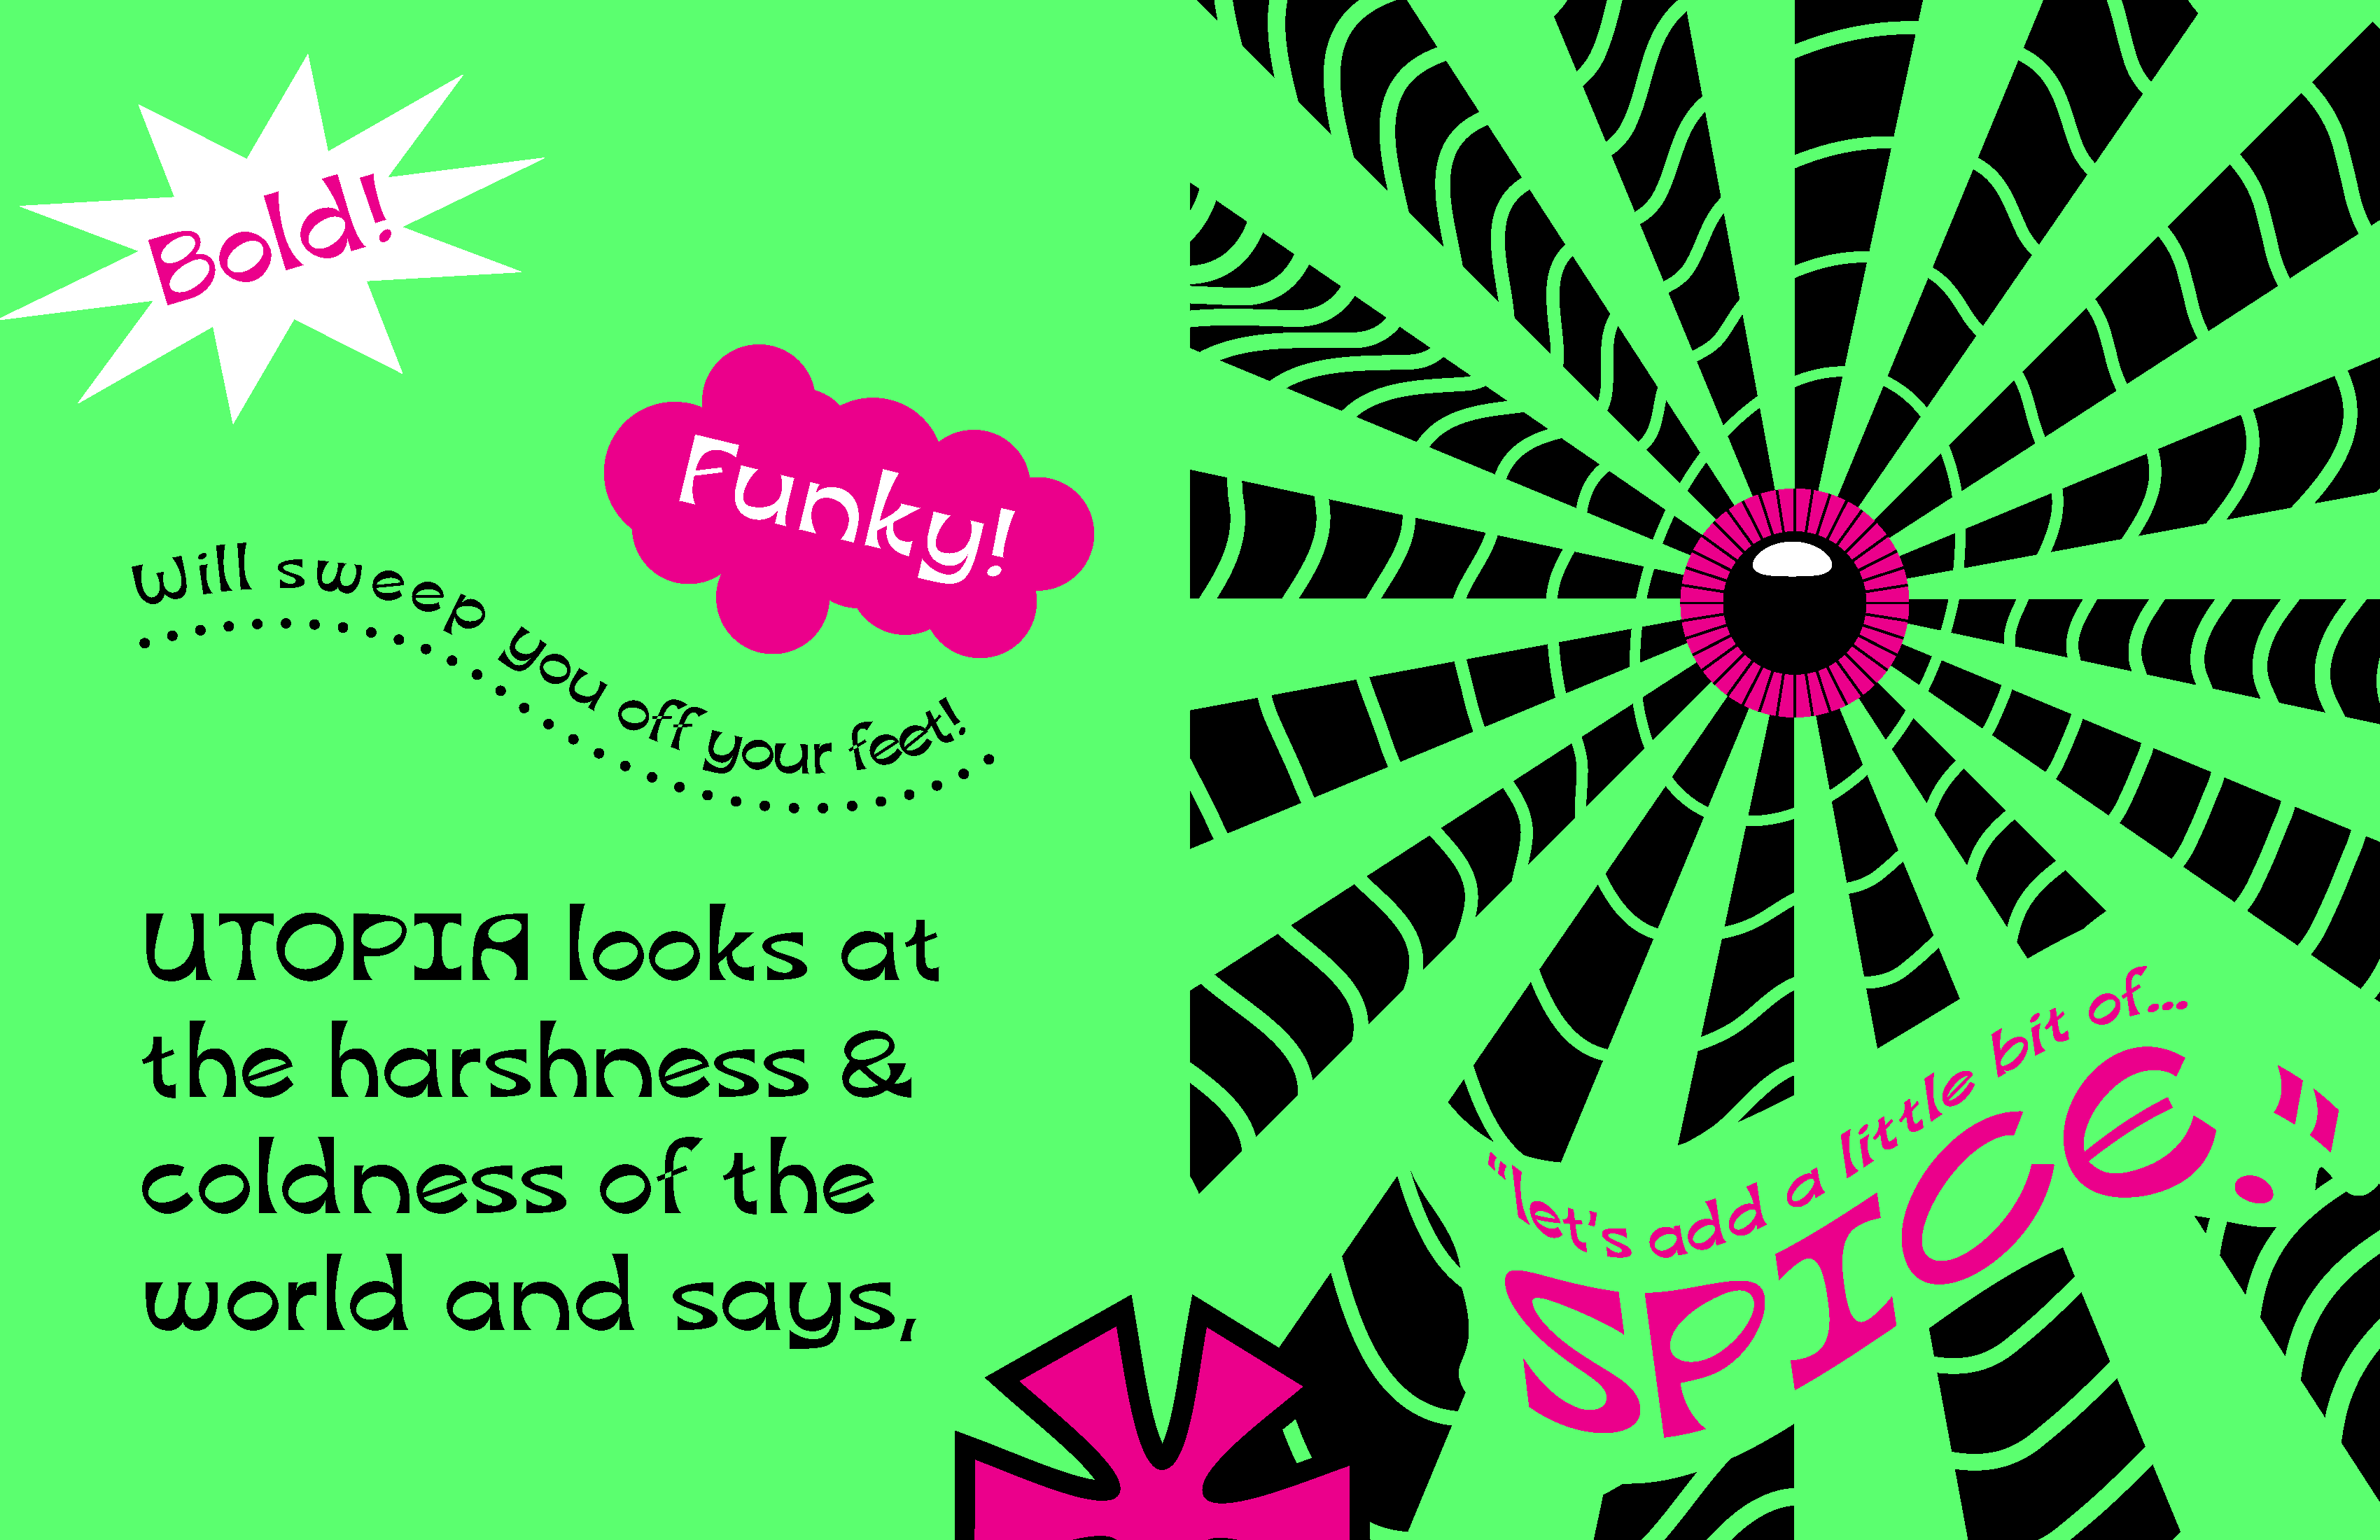 Bold!
Funky!
Will sweep you off your feet!
UTOPIA looks at
the harshness &
coldness of the
world and says,
"let's add a little bit of...
SPICE."